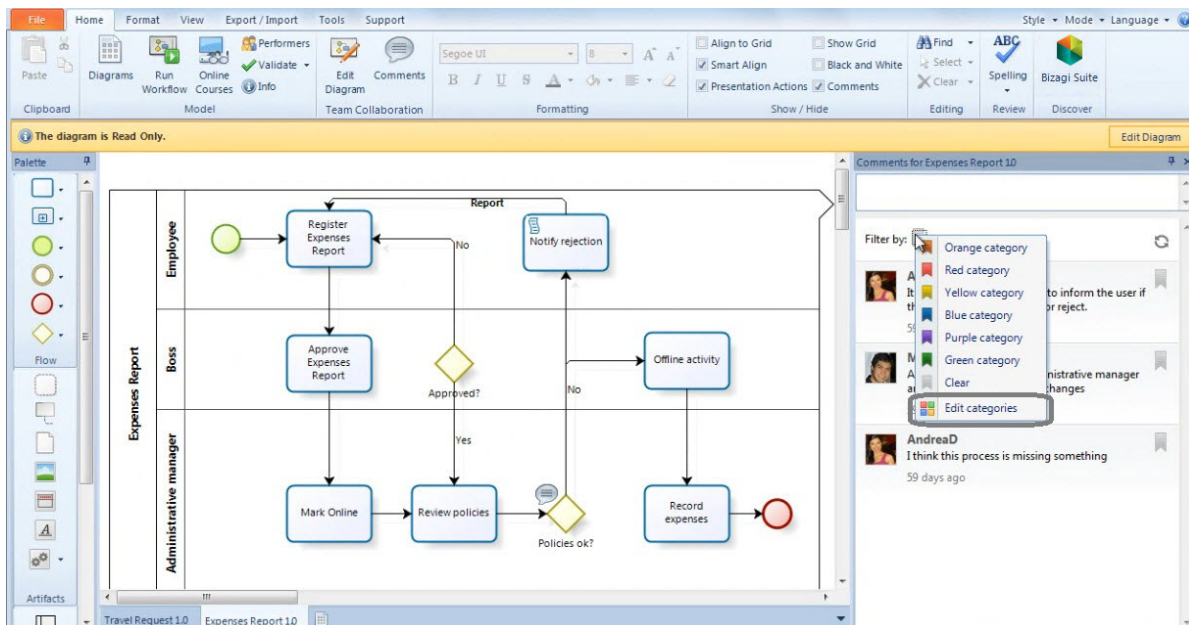 File Home Format View Export / Import Tools Support Style Mode Language
Paste
Clipboard
Diagrams
Run Workflow
Online Courses
Performers
Validate
Info
Model
Edit Diagram
Comments
Team Collaboration
Segoe UI 8 A A
B I U S A
Formatting
Align to Grid Show Grid
Smart Align Black and White
Presentation Actions Comments
Show / Hide
Find
Select
Clear
Editing
ABC
Spelling
Review
Bizagi Suite
Discover
The diagram is Read Only. Edit Diagram
Palette
Flow
Artifacts
Expenses Report
Employee
Boss
Administrative manager
Register
Expenses
Report
Report
Notify rejection
No
Approve
Expenses
Report
Approved?
Offline activity
No
Yes
Mark Online
Review policies
Policies ok?
Record
expenses
Travel Request 1.0 Expenses Report 1.0
Comments for Expenses Report 1.0
Filter by:
Orange category
Red category
Yellow category
Blue category
Purple category
Green category
Clear
Edit categories
A
It to inform the user if
th or reject.
59
M
A nistrative manager
an changes
AndreaD
I think this process is missing something
59 days ago